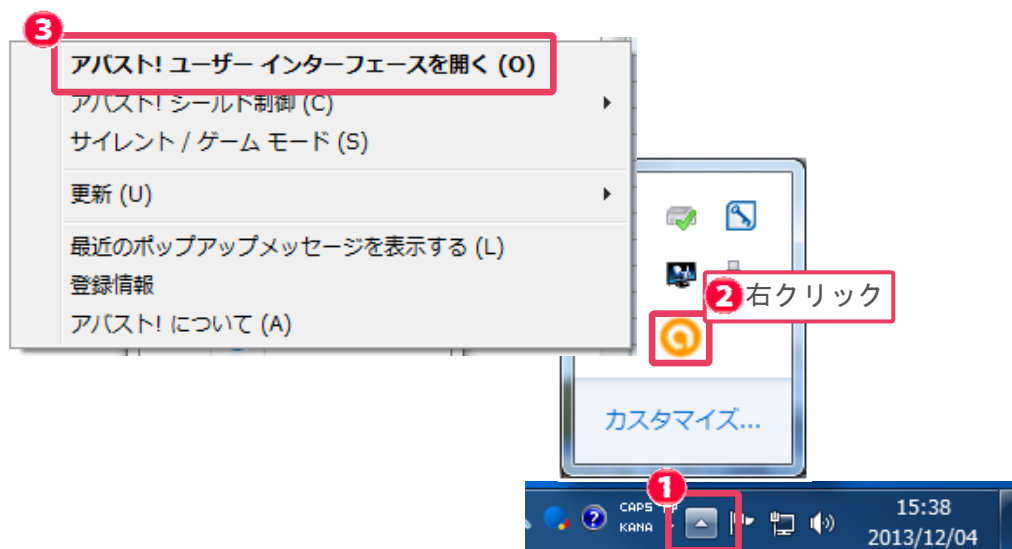 3
アバスト! ユーザー インターフェースを開く (O)
アバスト! シールド制御 (C)
サイレント / ゲーム モード (S)
更新 (U)
最近のポップアップメッセージを表示する (L)
登録情報
アバスト! について (A)
2 右クリック
カスタマイズ...
1
CAPS
KANA
15:38
2013/12/04